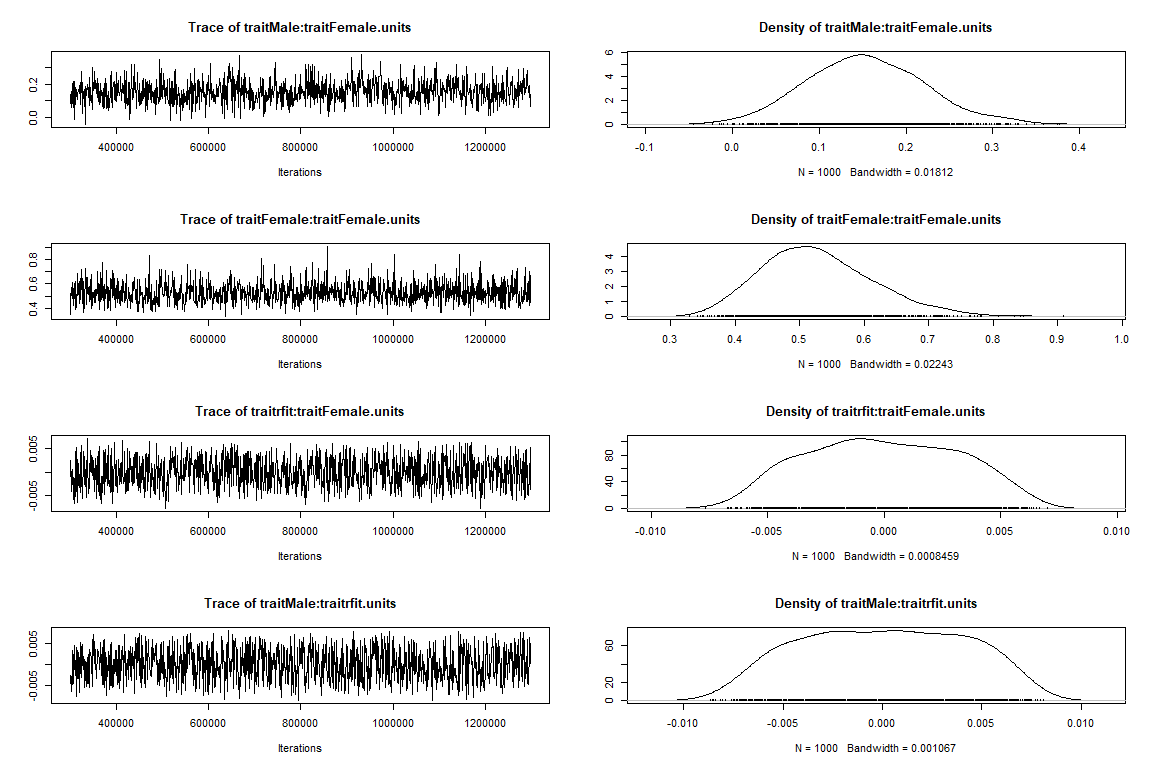 Trace of traitMale:traitFemale.units
0.2
0.0
400000 600000 800000 1000000 1200000
Iterations
Density of traitMale:traitFemale.units
6
4
2
0
-0.1 0.0 0.1 0.2 0.3 0.4
N = 1000 Bandwidth = 0.01812
Trace of traitFemale:traitFemale.units
0.8
0.6
0.4
400000 600000 800000 1000000 1200000
Iterations
Density of traitFemale:traitFemale.units
4
3
2
1
0
0.3 0.4 0.5 0.6 0.7 0.8 0.9 1.0
N = 1000 Bandwidth = 0.02243
Trace of traitrfit:traitFemale.units
0.005
-0.005
400000 600000 800000 1000000 1200000
Iterations
Density of traitrfit:traitFemale.units
80
40
0
-0.010 -0.005 0.000 0.005 0.010
N = 1000 Bandwidth = 0.0008459
Trace of traitMale:traitrfit.units
0.005
-0.005
400000 600000 800000 1000000 1200000
Iterations
Density of traitMale:traitrfit.units
60
20
0
-0.010 -0.005 0.000 0.005 0.010
N = 1000 Bandwidth = 0.001067